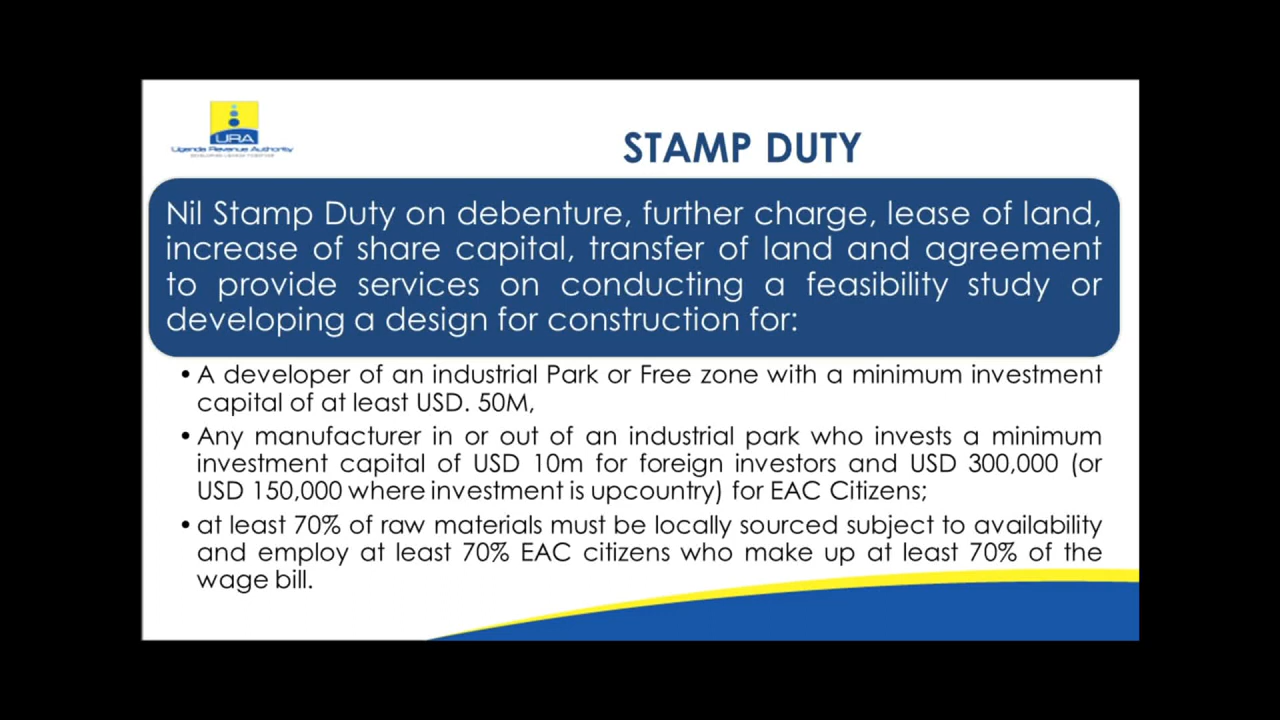 URA
Uganda Revenue Authority
DEVELOPING UGANDA TOGETHER
STAMP DUTY
Nil Stamp Duty on debenture, further charge, lease of land,
increase of share capital, transfer of land and agreement
to provide services on conducting a feasibility study or
developing a design for construction for:
• A developer of an industrial Park or Free zone with a minimum investment
capital of at least USD. 50M,
• Any manufacturer in or out of an industrial park who invests a minimum
investment capital of USD 10m for foreign investors and USD 300,000 (or
USD 150,000 where investment is upcountry) for EAC Citizens;
• at least 70% of raw materials must be locally sourced subject to availability
and employ at least 70% EAC citizens who make up at least 70% of the
wage bill.